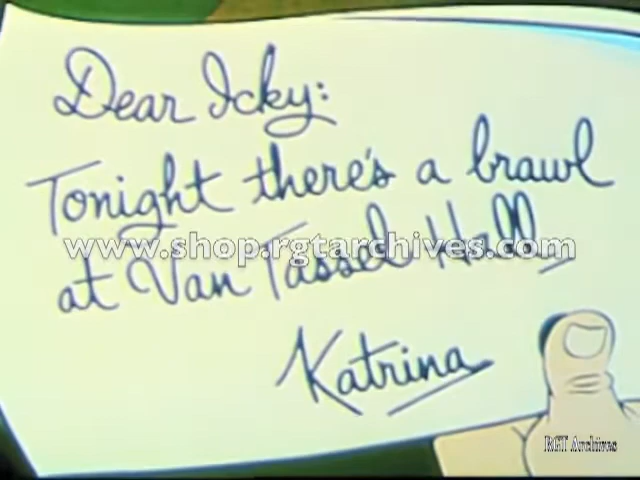 Dear Icky:
Tonight there's a brawl
www.shop.rgtarchives.com
at Van Tassel Hall
Katrina
RGT Archives